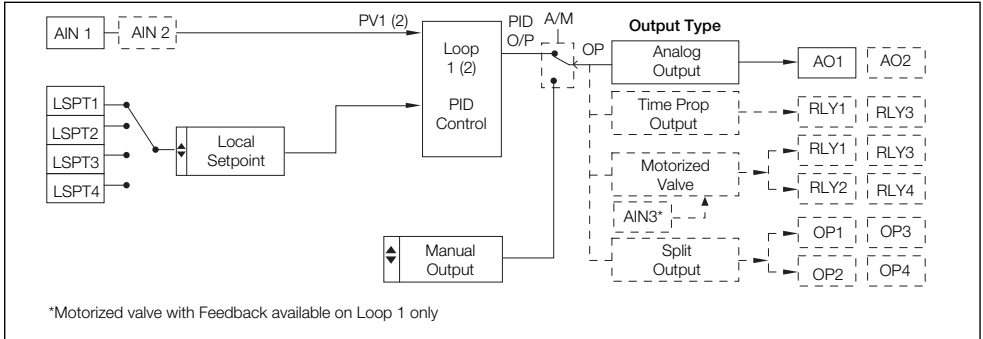 AIN 1
AIN 2
PV1 (2)
Loop
1 (2)
PID
Control
PID
O/P
A/M
OP
Output Type
Analog
Output
AO1
AO2
LSPT1
LSPT2
LSPT3
LSPT4
Local
Setpoint
Time Prop
Output
RLY1
RLY3
Motorized
Valve
RLY1
RLY3
RLY2
RLY4
AIN3*
Manual
Output
Split
Output
OP1
OP3
OP2
OP4
*Motorized valve with Feedback available on Loop 1 only